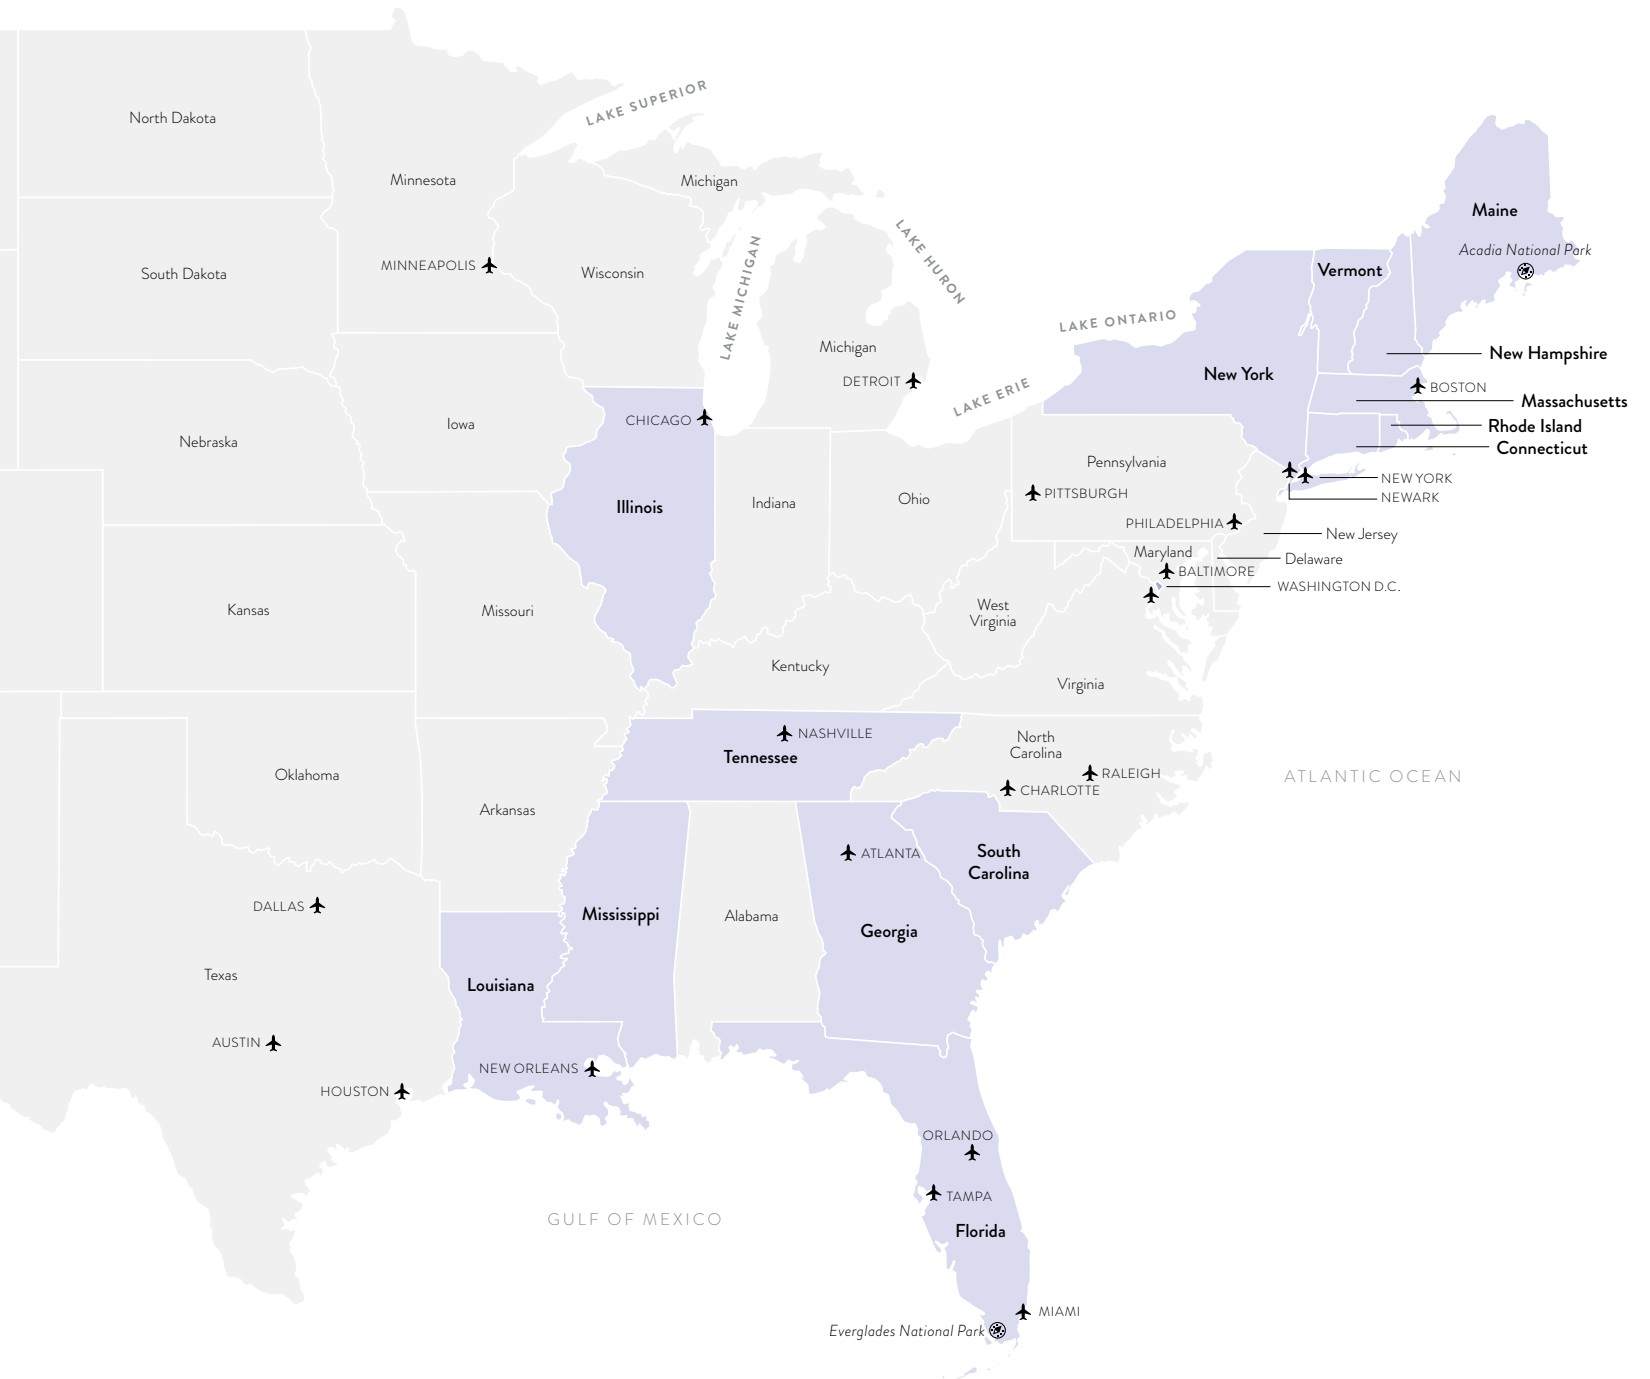 LAKE SUPERIOR
North Dakota
Minnesota
Michigan
Maine
Acadia National Park
LAKE HURON
LAKE MICHIGAN
MINNEAPOLIS
South Dakota
Wisconsin
Vermont
LAKE ONTARIO
Michigan
New Hampshire
New York
DETROIT
BOSTON
LAKE ERIE
Massachusetts
CHICAGO
Iowa
Rhode Island
Nebraska
Connecticut
Pennsylvania
NEW YORK
PITTSBURGH
NEWARK
Ohio
Indiana
Illinois
PHILADELPHIA
New Jersey
Maryland
Delaware
BALTIMORE
WASHINGTON D.C.
Kansas
Missouri
West
Virginia
Kentucky
Virginia
NASHVILLE
Tennessee
North
Carolina
RALEIGH
CHARLOTTE
ATLANTIC OCEAN
Oklahoma
Arkansas
ATLANTA
South
Carolina
DALLAS
Mississippi
Alabama
Georgia
Texas
Louisiana
AUSTIN
NEW ORLEANS
HOUSTON
ORLANDO
TAMPA
GULF OF MEXICO
Florida
MIAMI
Everglades National Park